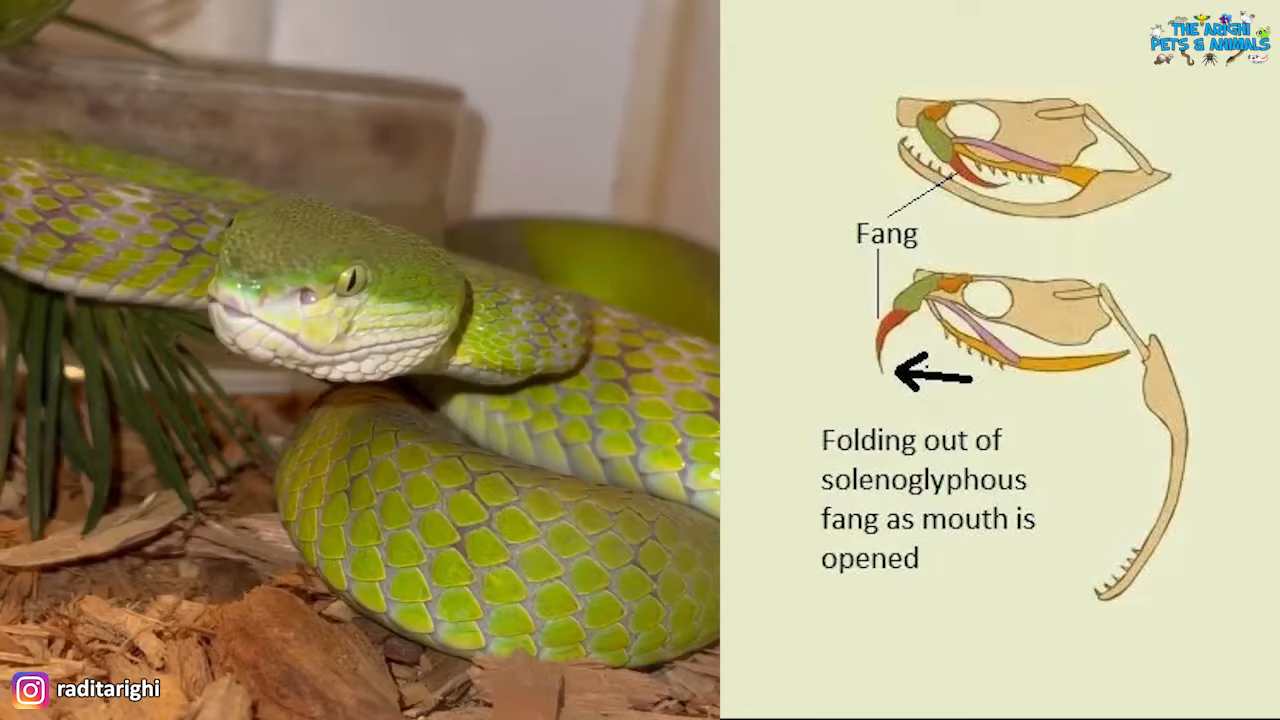 THE ARIGHI
PETS & ANIMALS
Fang
Folding out of
solenoglyphous
fang as mouth is
opened
raditarighi